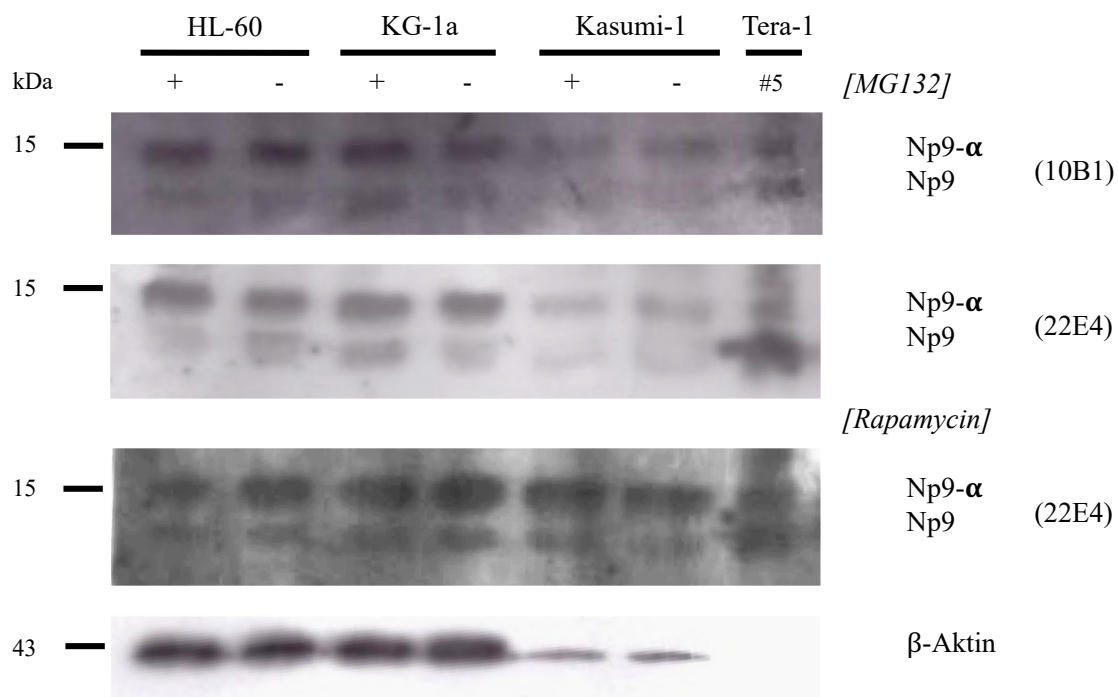 HL-60 KG-1a Kasumi-1 Tera-1
kDa + - + - + - #5 [MG132]
15 Np9-α
Np9 (10B1)
15 Np9-α
Np9 (22E4)
[Rapamycin]
15 Np9-α
Np9 (22E4)
43 β-Aktin